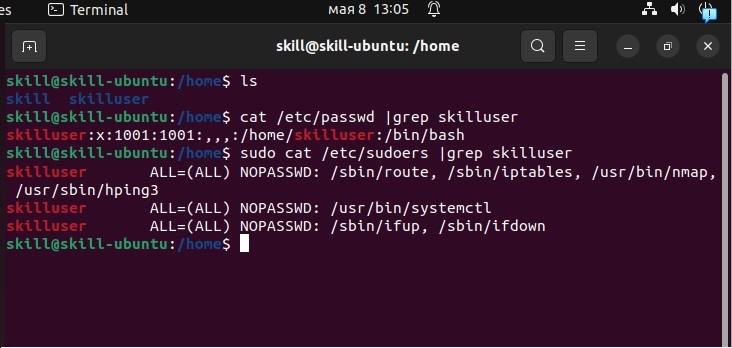 es Terminal мая 8 13:05
skill@skill-ubuntu: /home
skill@skill-ubuntu:/home$ ls
skill  skilluser
skill@skill-ubuntu:/home$ cat /etc/passwd |grep skilluser
skilluser:x:1001:1001:,,,:/home/skilluser:/bin/bash
skill@skill-ubuntu:/home$ sudo cat /etc/sudoers |grep skilluser
skilluser       ALL=(ALL) NOPASSWD: /sbin/route, /sbin/iptables, /usr/bin/nmap,
 /usr/sbin/hping3
skilluser       ALL=(ALL) NOPASSWD: /usr/bin/systemctl
skilluser       ALL=(ALL) NOPASSWD: /sbin/ifup, /sbin/ifdown
skill@skill-ubuntu:/home$